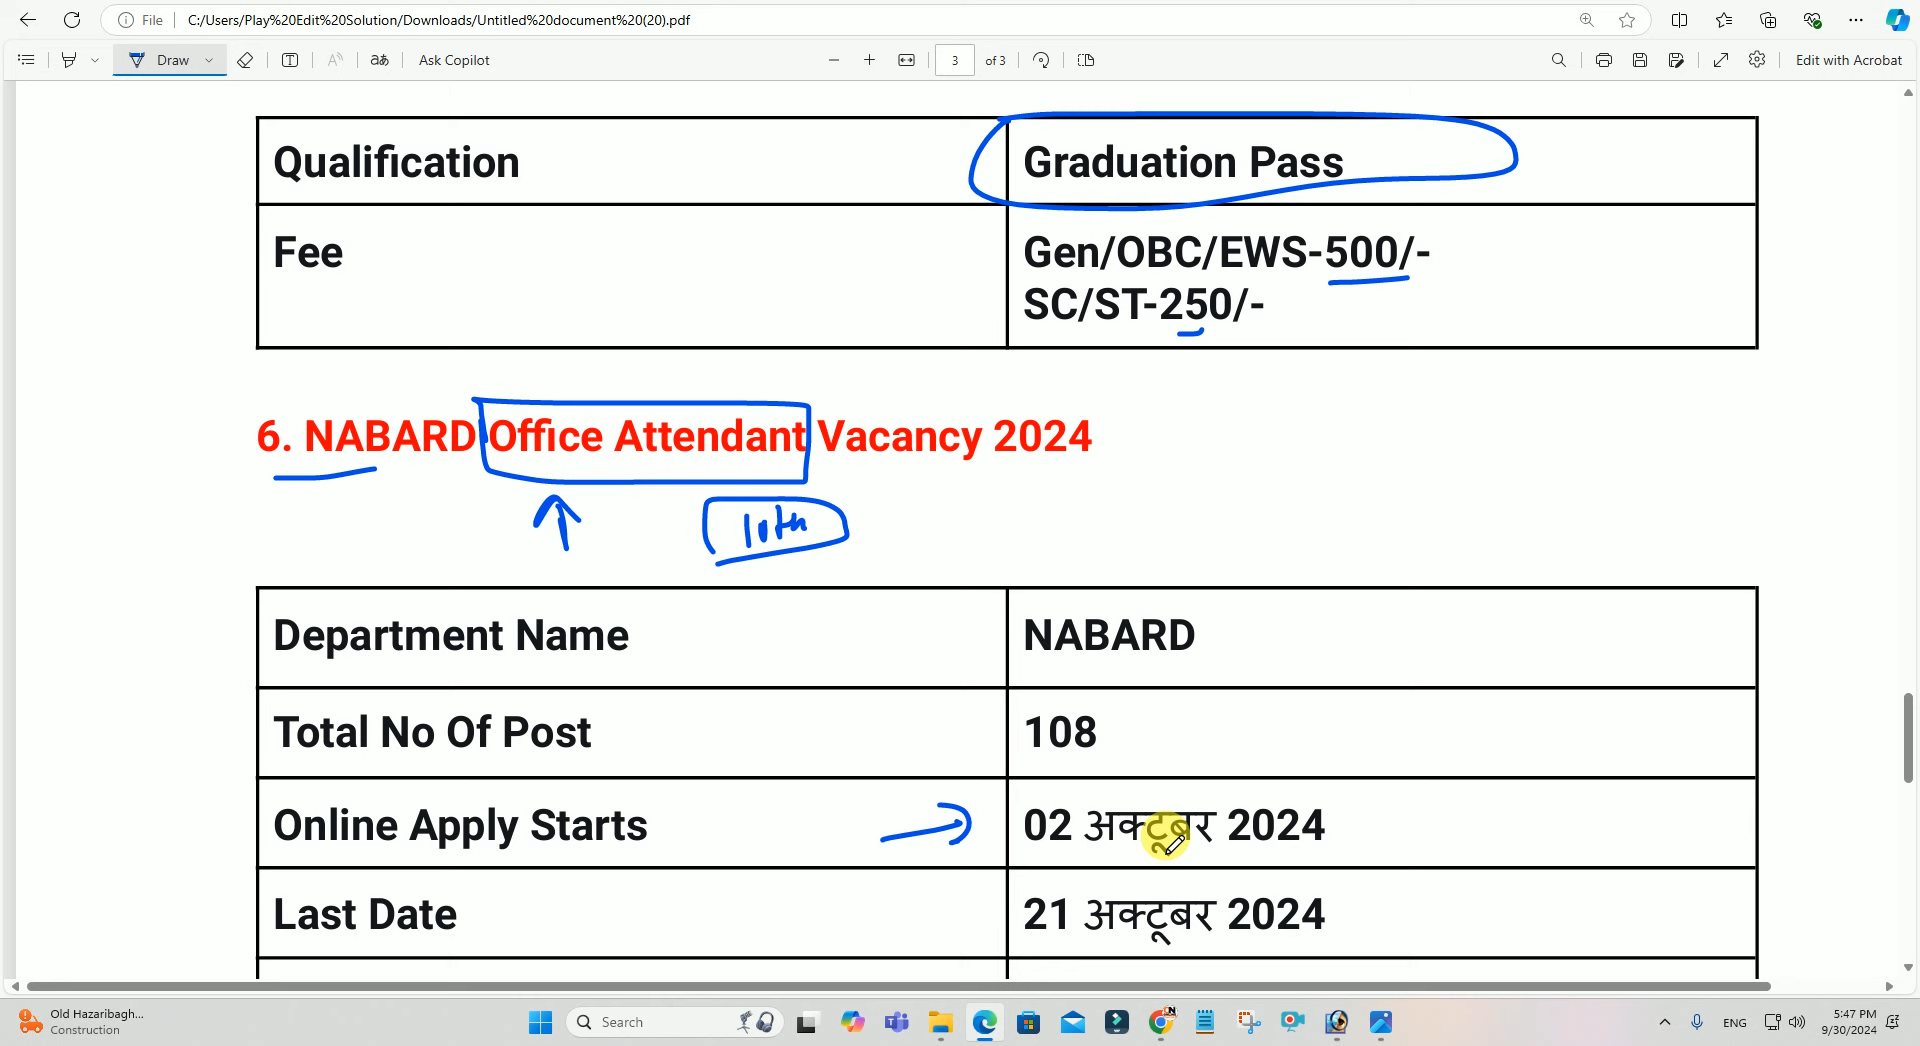 File
C:/Users/Play%20Edit%20Solution/Downloads/Untitled%20document%20(20).pdf
Draw
aあ
Ask Copilot
3
of 3
Edit with Acrobat
Qualification
Graduation Pass
Fee
Gen/OBC/EWS-500/-
SC/ST-250/-
6. NABARD Office Attendant Vacancy 2024
10th
Department Name
NABARD
Total No Of Post
108
Online Apply Starts
02 अक्टूबर 2024
Last Date
21 अक्टूबर 2024
Old Hazaribagh...
Construction
Search
ENG
5:47 PM
9/30/2024